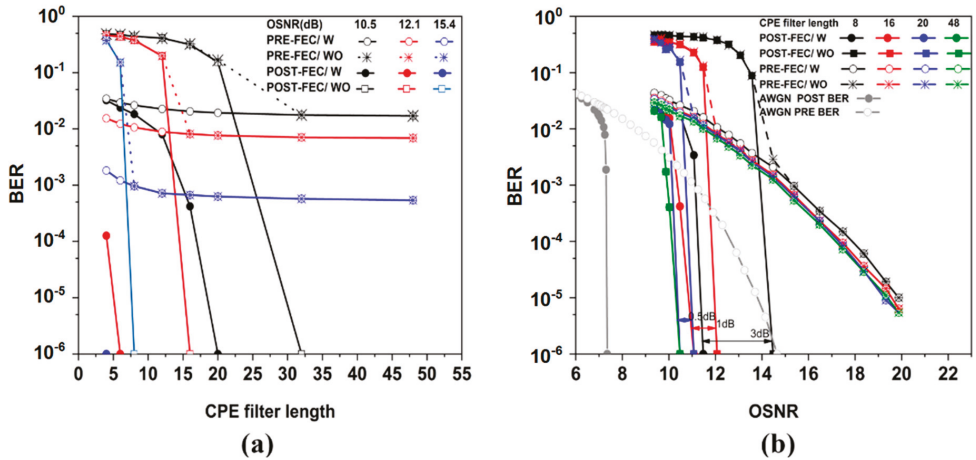 OSNR(dB) 10.5 12.1 15.4
PRE-FEC/ W
PRE-FEC/ WO
POST-FEC/ W
POST-FEC/ WO
BER
10^0
10^-1
10^-2
10^-3
10^-4
10^-5
10^-6
0 5 10 15 20 25 30 35 40 45 50 55
CPE filter length
(a)
CPE filter length 8 16 20 48
POST-FEC/ W
POST-FEC/ WO
PRE-FEC/ W
PRE-FEC/ WO
AWGN POST BER
AWGN PRE BER
BER
10^0
10^-1
10^-2
10^-3
10^-4
10^-5
10^-6
0.5dB
1dB
3dB
6 8 10 12 14 16 18 20 22
OSNR
(b)